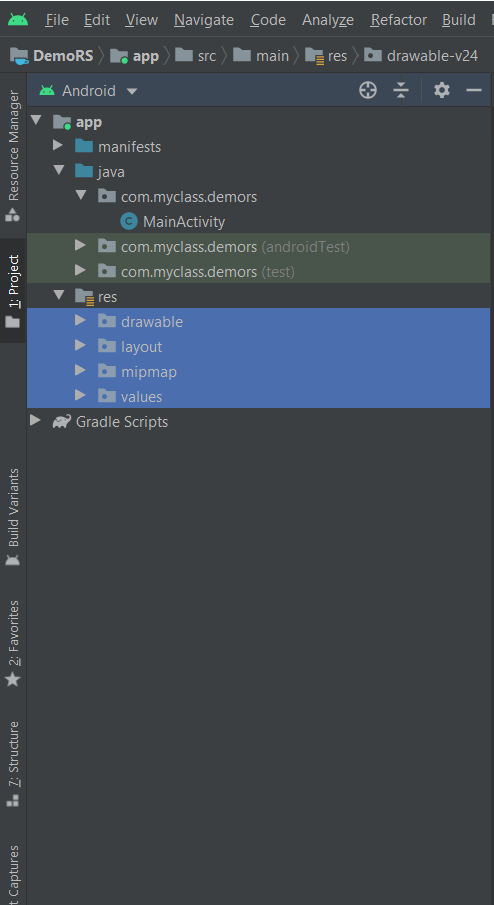 File Edit View Navigate Code Analyze Refactor Build
DemoRS app src main res drawable-v24
Android
app
manifests
java
com.myclass.demors
MainActivity
com.myclass.demors (androidTest)
com.myclass.demors (test)
res
drawable
layout
mipmap
values
Gradle Scripts
Resource Manager
1: Project
Build Variants
2: Favorites
7: Structure
t Captures